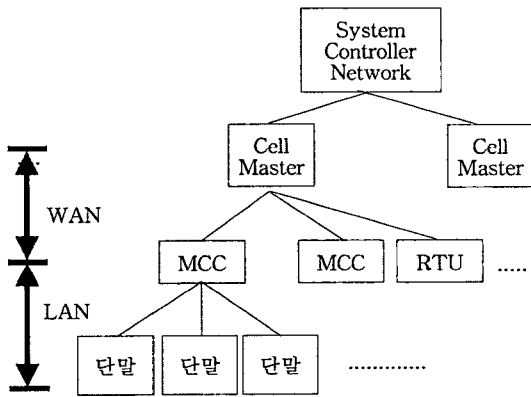 System
Controller
Network
Cell
Master
Cell
Master
WAN
MCC
MCC
RTU
.....
LAN
단말
단말
단말
.............